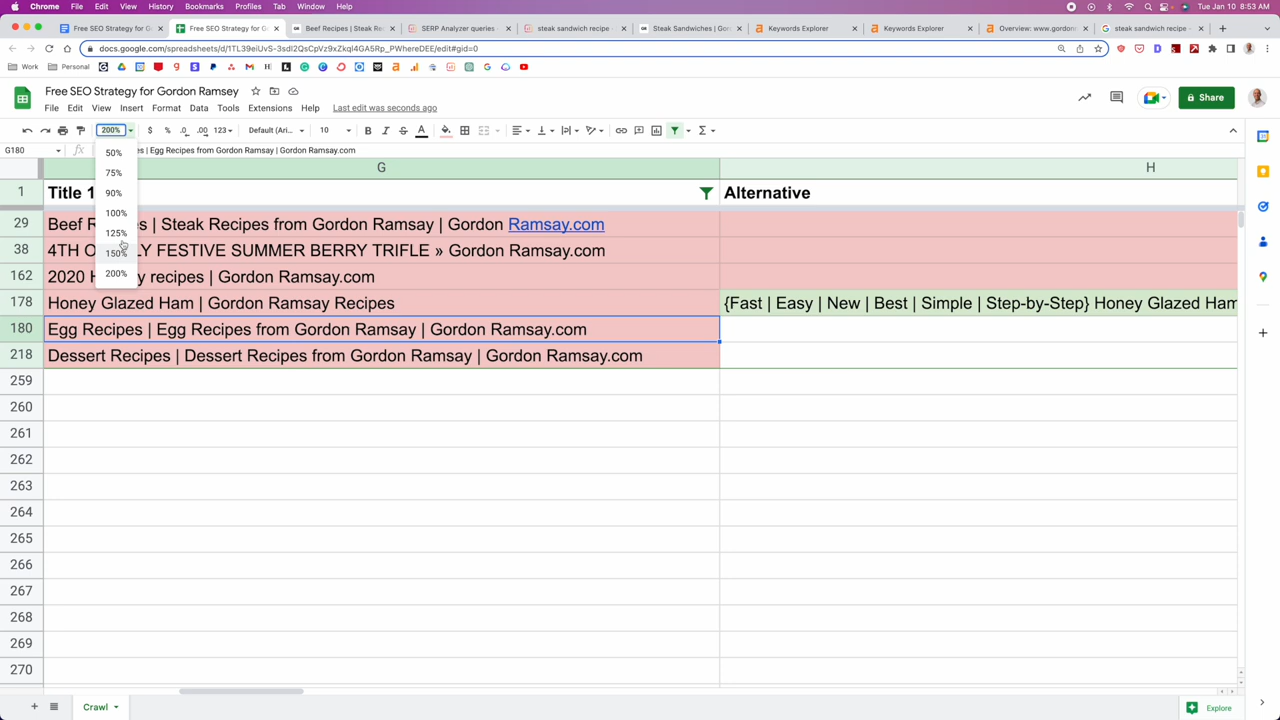 Chrome File Edit View History Bookmarks Profiles Tab Window Help Tue Jan 10 8:53 AM
Free SEO Strategy for G Free SEO Strategy for G Beef Recipes | Steak Re SERP Analyzer queries steak sandwich recipe Steak Sandwiches | Go Keywords Explorer Keywords Explorer Overview: www.gordon steak sandwich recipe
docs.google.com/spreadsheets/d/1TL39eiUvS-3sdI2QsCpVz9xZkqI4GA5Rp_PWhereDEE/edit#gid=0
Work Personal
Free SEO Strategy for Gordon Ramsey
File Edit View Insert Format Data Tools Extensions Help Last edit was seconds ago
Share
200% $ % .0 .00 123 Default (Ari... 10 B I S A
G180 fx | Egg Recipes from Gordon Ramsay | Gordon Ramsay.com
50%
75%
90%
100%
125%
150%
200%
G H
1 Title 1 Alternative
29 Beef R s | Steak Recipes from Gordon Ramsay | Gordon Ramsay.com
38 4TH O LY FESTIVE SUMMER BERRY TRIFLE » Gordon Ramsay.com
162 2020 H y recipes | Gordon Ramsay.com
178 Honey Glazed Ham | Gordon Ramsay Recipes {Fast | Easy | New | Best | Simple | Step-by-Step} Honey Glazed Ham
180 Egg Recipes | Egg Recipes from Gordon Ramsay | Gordon Ramsay.com
218 Dessert Recipes | Dessert Recipes from Gordon Ramsay | Gordon Ramsay.com
259
260
261
262
263
264
265
266
267
268
269
270
Crawl
Explore